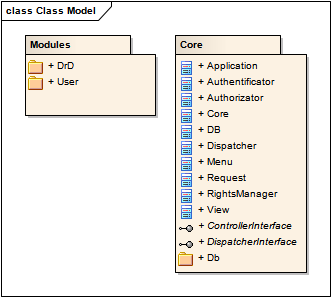 class Class Model
Modules
+ DrD
+ User
Core
+ Application
+ Authentificator
+ Authorizator
+ Core
+ DB
+ Dispatcher
+ Menu
+ Request
+ RightsManager
+ View
+ ControllerInterface
+ DispatcherInterface
+ Db